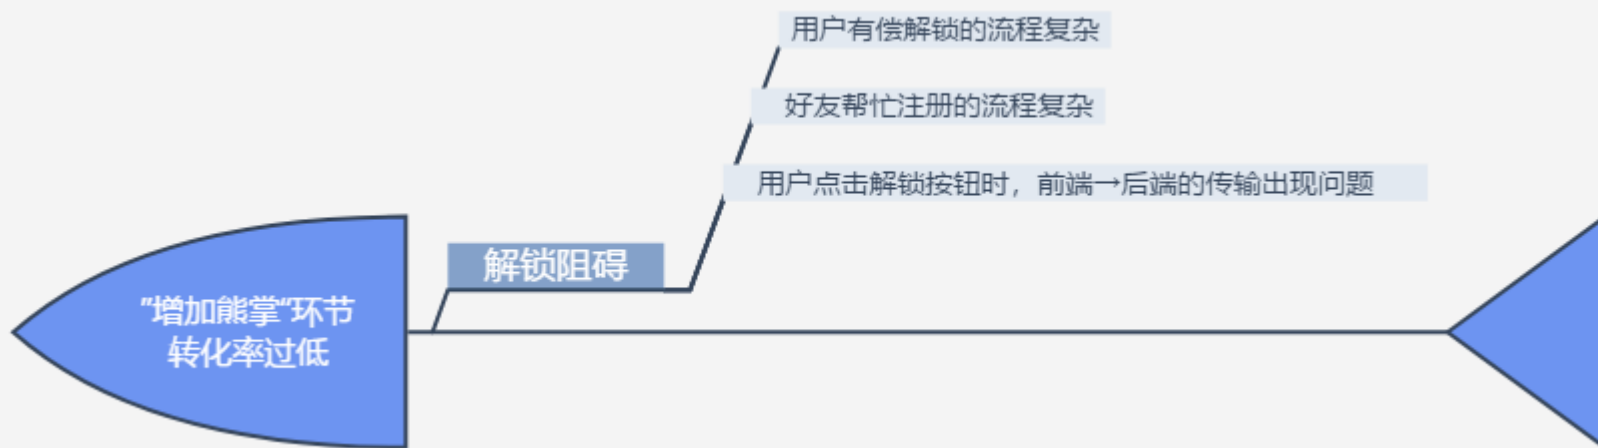 用户有偿解锁的流程复杂
好友帮忙注册的流程复杂
用户点击解锁按钮时，前端→后端的传输出现问题
解锁阻碍
”增加熊掌“环节
转化率过低